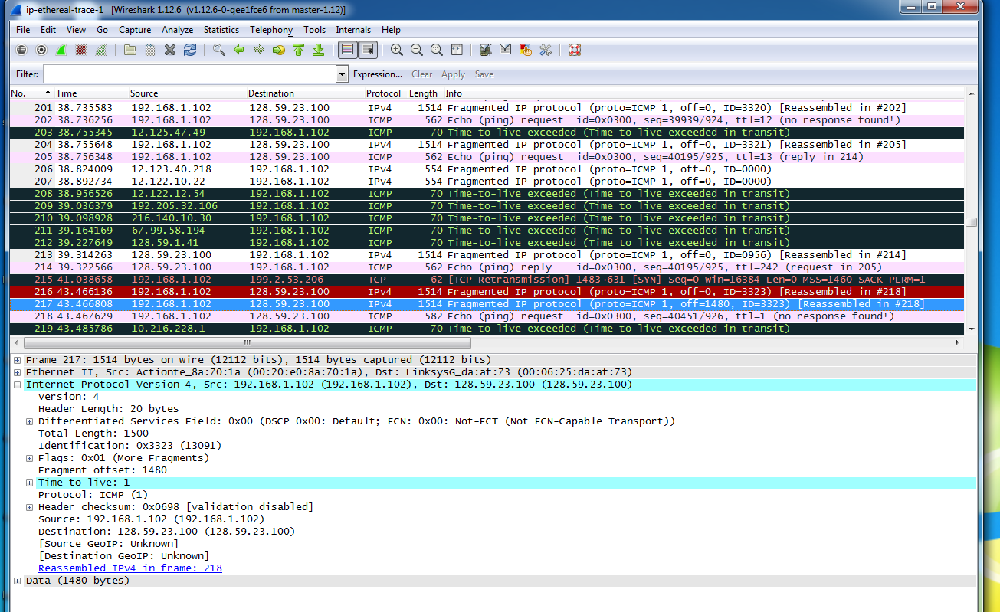 ip-ethereal-trace-1 [Wireshark 1.12.6 (v1.12.6-0-gee1fce6 from master-1.12)]
File Edit View Go Capture Analyze Statistics Telephony Tools Internals Help
Filter: Expression... Clear Apply Save
No. Time Source Destination Protocol Length Info
201 38.735583 192.168.1.102 128.59.23.100 IPv4 1514 Fragmented IP protocol (proto=ICMP 1, off=0, ID=3320) [Reassembled in #202]
202 38.736256 192.168.1.102 128.59.23.100 ICMP 562 Echo (ping) request id=0x0300, seq=39939/924, ttl=12 (no response found!)
203 38.755345 12.125.47.49 192.168.1.102 ICMP 70 Time-to-live exceeded (Time to live exceeded in transit)
204 38.755648 192.168.1.102 128.59.23.100 IPv4 1514 Fragmented IP protocol (proto=ICMP 1, off=0, ID=3321) [Reassembled in #205]
205 38.756348 192.168.1.102 128.59.23.100 ICMP 562 Echo (ping) request id=0x0300, seq=40195/925, ttl=13 (reply in 214)
206 38.824009 12.123.40.218 192.168.1.102 IPv4 554 Fragmented IP protocol (proto=ICMP 1, off=0, ID=0000)
207 38.892734 12.122.10.22 192.168.1.102 IPv4 554 Fragmented IP protocol (proto=ICMP 1, off=0, ID=0000)
208 38.956526 12.122.12.54 192.168.1.102 ICMP 70 Time-to-live exceeded (Time to live exceeded in transit)
209 39.036379 192.205.32.106 192.168.1.102 ICMP 70 Time-to-live exceeded (Time to live exceeded in transit)
210 39.098928 216.140.10.30 192.168.1.102 ICMP 70 Time-to-live exceeded (Time to live exceeded in transit)
211 39.164169 67.99.58.194 192.168.1.102 ICMP 70 Time-to-live exceeded (Time to live exceeded in transit)
212 39.227649 128.59.1.41 192.168.1.102 ICMP 70 Time-to-live exceeded (Time to live exceeded in transit)
213 39.314263 128.59.23.100 192.168.1.102 IPv4 1514 Fragmented IP protocol (proto=ICMP 1, off=0, ID=0956) [Reassembled in #214]
214 39.322566 128.59.23.100 192.168.1.102 ICMP 562 Echo (ping) reply id=0x0300, seq=40195/925, ttl=242 (request in 205)
215 41.038658 192.168.1.102 199.2.53.206 TCP 62 [TCP Retransmission] 1483→631 [SYN] Seq=0 Win=16384 Len=0 MSS=1460 SACK_PERM=1
216 43.466136 192.168.1.102 128.59.23.100 IPv4 1514 Fragmented IP protocol (proto=ICMP 1, off=0, ID=3323) [Reassembled in #218]
217 43.466808 192.168.1.102 128.59.23.100 IPv4 1514 Fragmented IP protocol (proto=ICMP 1, off=1480, ID=3323) [Reassembled in #218]
218 43.467629 192.168.1.102 128.59.23.100 ICMP 582 Echo (ping) request id=0x0300, seq=40451/926, ttl=1 (no response found!)
219 43.485786 10.216.228.1 192.168.1.102 ICMP 70 Time-to-live exceeded (Time to live exceeded in transit)
Frame 217: 1514 bytes on wire (12112 bits), 1514 bytes captured (12112 bits)
Ethernet II, Src: Actionte_8a:70:1a (00:20:e0:8a:70:1a), Dst: LinksysG_da:af:73 (00:06:25:da:af:73)
Internet Protocol Version 4, Src: 192.168.1.102 (192.168.1.102), Dst: 128.59.23.100 (128.59.23.100)
Version: 4
Header Length: 20 bytes
Differentiated Services Field: 0x00 (DSCP 0x00: Default; ECN: 0x00: Not-ECT (Not ECN-Capable Transport))
Total Length: 1500
Identification: 0x3323 (13091)
Flags: 0x01 (More Fragments)
Fragment offset: 1480
Time to live: 1
Protocol: ICMP (1)
Header checksum: 0x0698 [validation disabled]
Source: 192.168.1.102 (192.168.1.102)
Destination: 128.59.23.100 (128.59.23.100)
[Source GeoIP: Unknown]
[Destination GeoIP: Unknown]
Reassembled IPv4 in frame: 218
Data (1480 bytes)